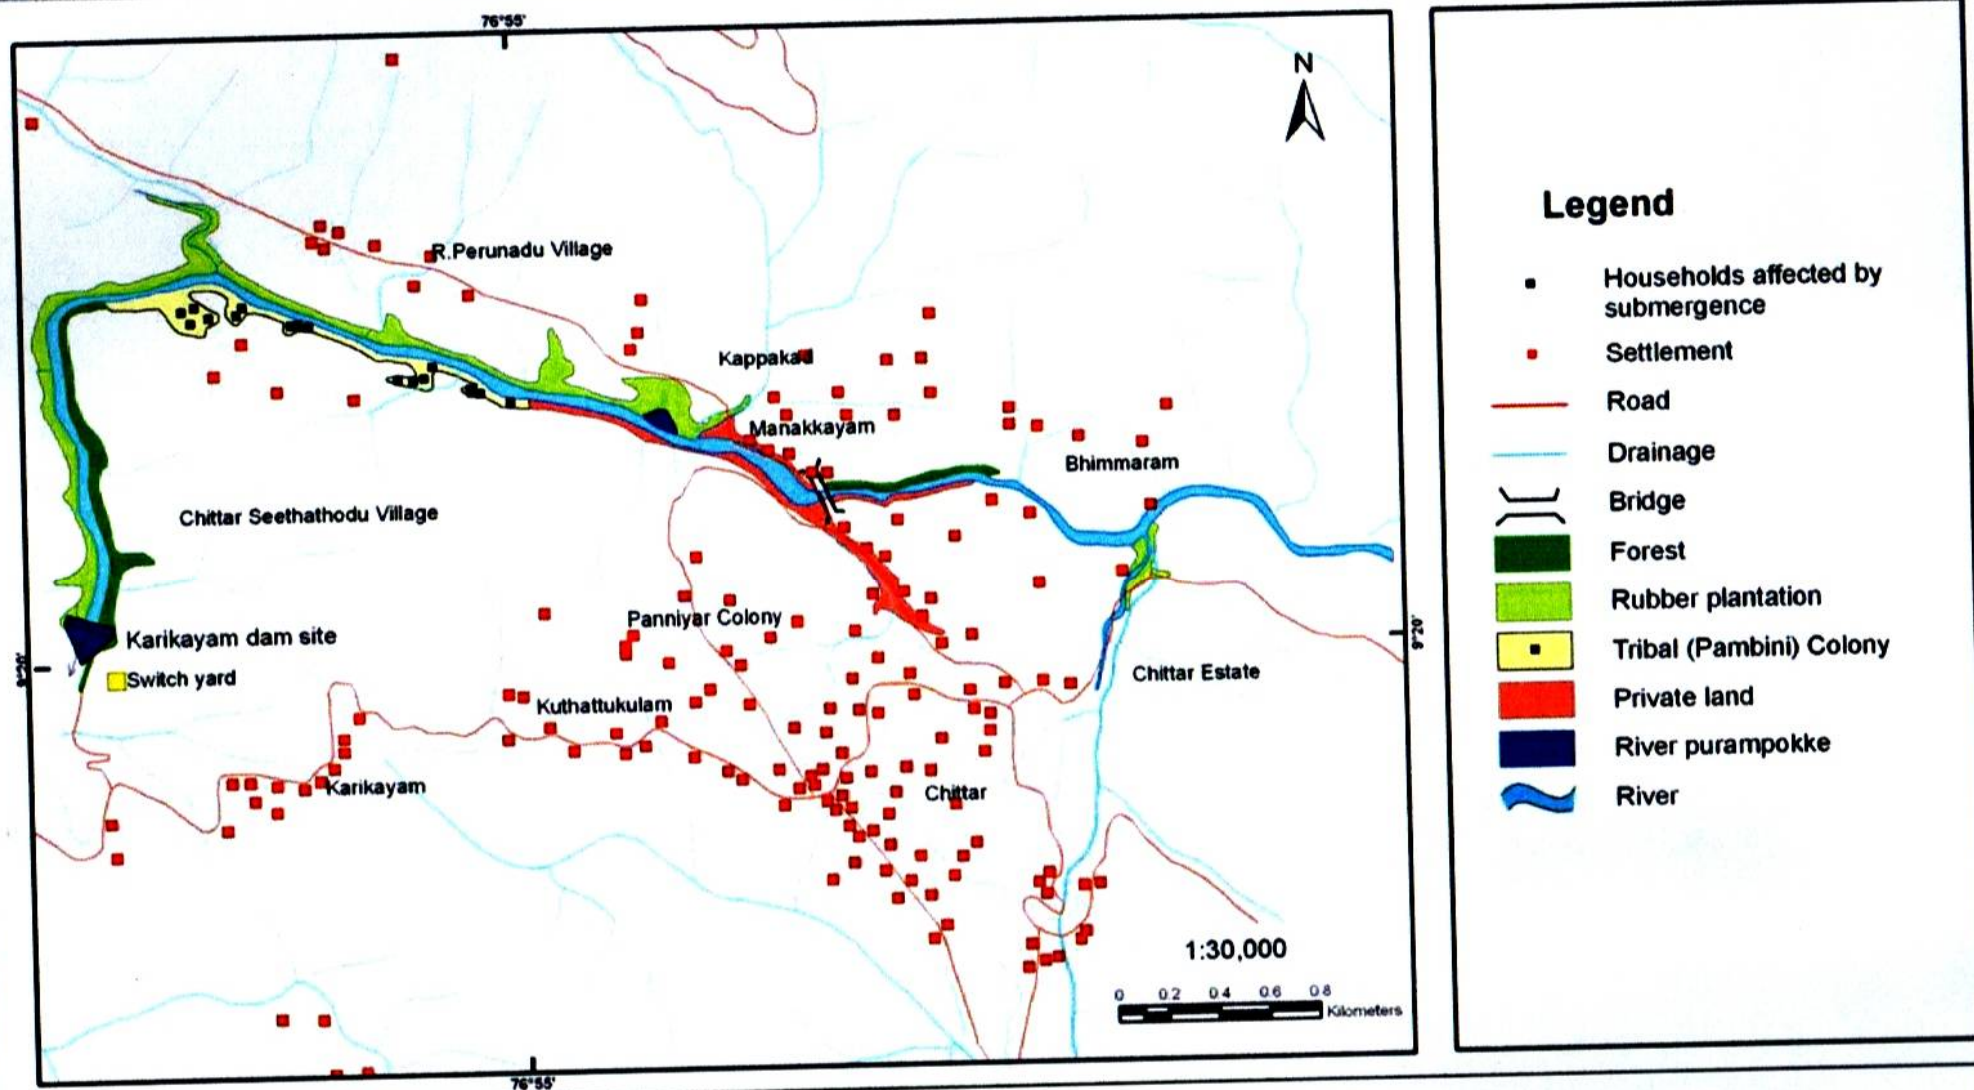 76°55'
N
R.Perunadu Village
Kappakad
Manakkayam
Bhimmaram
Chittar Seethathodu Village
Panniyar Colony
Karikayam dam site
Switch yard
Chittar Estate
Kuthattukulam
Karikayam
Chittar
9°20'
9°20'
1:30,000
0 0.2 0.4 0.6 0.8
Kilometers
76°55'
Legend
Households affected by
submergence
Settlement
Road
Drainage
Bridge
Forest
Rubber plantation
Tribal (Pambini) Colony
Private land
River purampokke
River